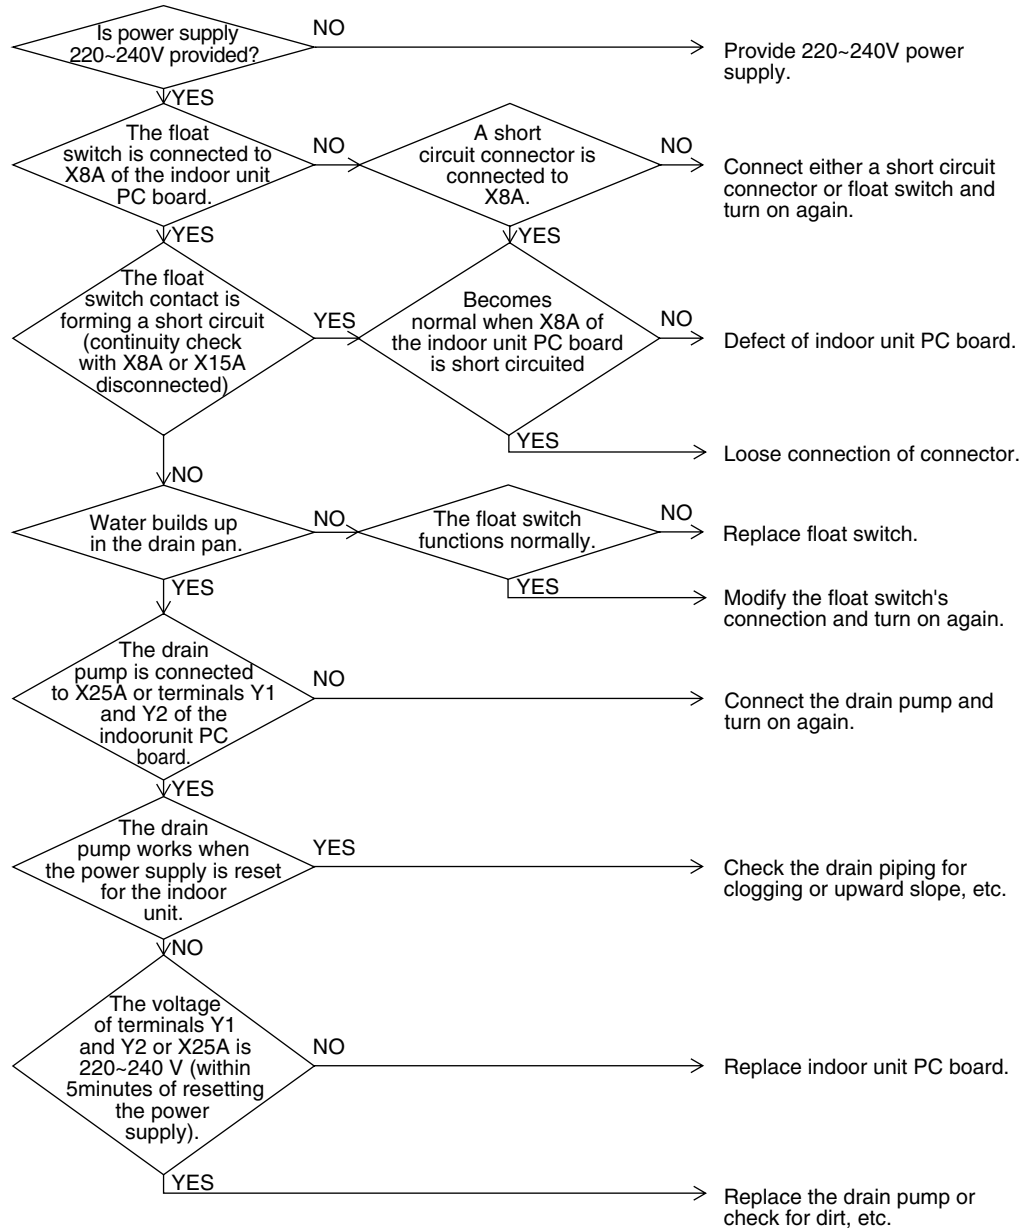 Is power supply
220~240V provided?
NO
Provide 220~240V power
supply.
YES
The float
switch is connected to
X8A of the indoor unit
PC board.
NO
A short
circuit connector is
connected to
X8A.
NO
Connect either a short circuit
connector or float switch and
turn on again.
YES
YES
The float
switch contact is
forming a short circuit
(continuity check
with X8A or X15A
disconnected)
YES
Becomes
normal when X8A of
the indoor unit PC board
is short circuited
NO
Defect of indoor unit PC board.
YES
Loose connection of connector.
NO
Water builds up
in the drain pan.
NO
The float switch
functions normally.
NO
Replace float switch.
YES
YES
Modify the float switch's
connection and turn on again.
The drain
pump is connected
to X25A or terminals Y1
and Y2 of the
indoorunit PC
board.
NO
Connect the drain pump and
turn on again.
YES
The drain
pump works when
the power supply is reset
for the indoor
unit.
YES
Check the drain piping for
clogging or upward slope, etc.
NO
The voltage
of terminals Y1
and Y2 or X25A is
220~240 V (within
5minutes of resetting
the power
supply).
NO
Replace indoor unit PC board.
YES
Replace the drain pump or
check for dirt, etc.